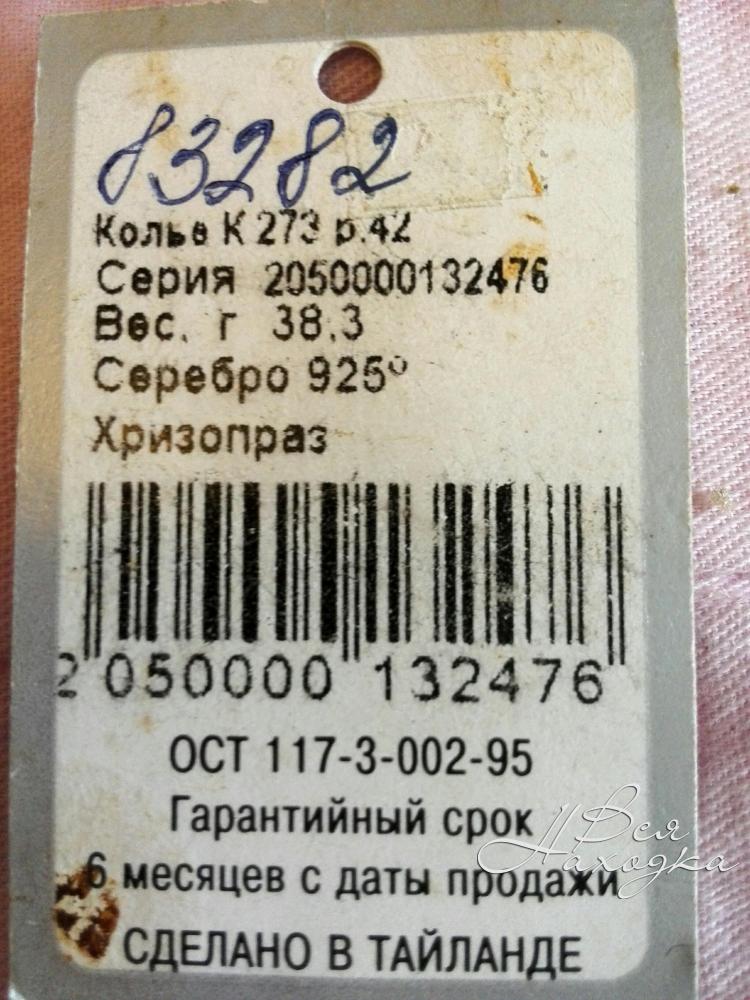 83282
Колье К 273 р.42
Серия 2050000132476
Вес, г 38,3
Серебро 925°
Хризопраз
2 050000 132476
ОСТ 117-3-002-95
Гарантийный срок
6 месяцев с даты продажи
СДЕЛАНО В ТАЙЛАНДЕ
Вся
Находка